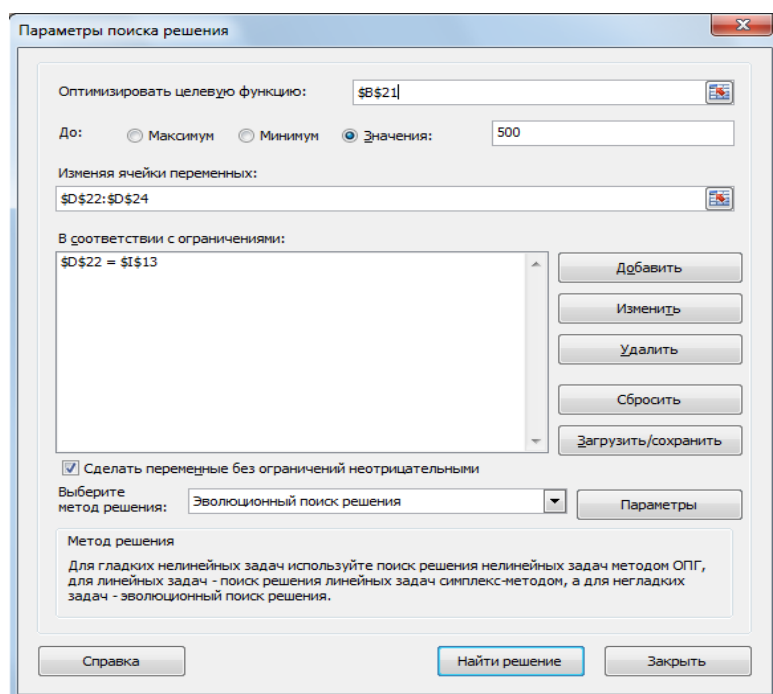 Параметры поиска решения
Оптимизировать целевую функцию:
$B$21
До:
Максимум
Минимум
Значения:
500
Изменяя ячейки переменных:
$D$22:$D$24
В соответствии с ограничениями:
$D$22 = $I$13
Добавить
Изменить
Удалить
Сбросить
Загрузить/сохранить
Сделать переменные без ограничений неотрицательными
Выберите
метод решения:
Эволюционный поиск решения
Параметры
Метод решения
Для гладких нелинейных задач используйте поиск решения нелинейных задач методом ОПГ,
для линейных задач - поиск решения линейных задач симплекс-методом, а для негладких
задач - эволюционный поиск решения.
Справка
Найти решение
Закрыть